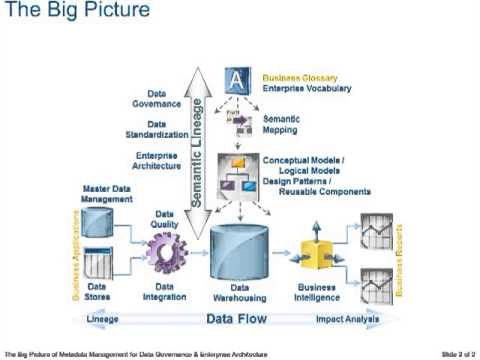 The Big Picture
Business Glossary
Enterprise Vocabulary
Data
Governance
Semantic
Mapping
Data
Standardization
Semantic Lineage
Enterprise
Architecture
Conceptual Models /
Logical Models
Design Patterns /
Reusable Components
Master Data
Management
Data
Quality
Business Applications
Business Reports
Data
Stores
Data
Integration
Data
Warehousing
Business
Intelligence
Lineage
Data Flow
Impact Analysis
The Big Picture of Metadata Management for Data Governance & Enterprise Architecture
Slide 2 of 2